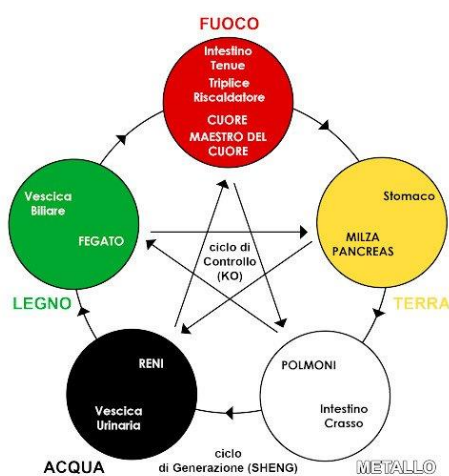 FUOCO
Intestino
Tenue
Triplice
Riscaldatore
CUORE
MAESTRO DEL
CUORE
Vescica
Biliare
FEGATO
LEGNO
Stomaco
MILZA
PANCREAS
TERRA
ciclo di
Controllo
(KO)
RENI
Vescica
Urinaria
ACQUA
POLMONI
Intestino
Crasso
METALLO
ciclo
di Generazione (SHENG)